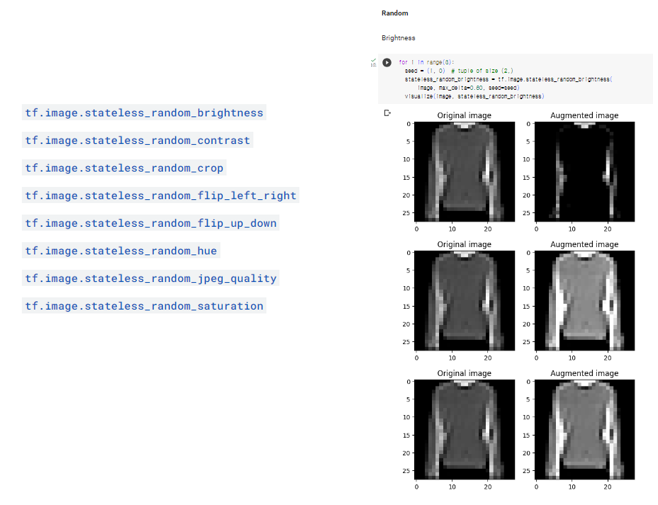 tf.image.stateless_random_brightness
tf.image.stateless_random_contrast
tf.image.stateless_random_crop
tf.image.stateless_random_flip_left_right
tf.image.stateless_random_flip_up_down
tf.image.stateless_random_hue
tf.image.stateless_random_jpeg_quality
tf.image.stateless_random_saturation
Random
Brightness
for i in range(3):
seed = (i, 0)  # tuple of size (2,)
stateless_random_brightness = tf.image.stateless_random_brightness(
image, max_delta=0.60, seed=seed)
visualize(image, stateless_random_brightness)
Original image Augmented image
0 0
5 5
10 10
15 15
20 20
25 25
0 10 20 0 10 20
Original image Augmented image
0 0
5 5
10 10
15 15
20 20
25 25
0 10 20 0 10 20
Original image Augmented image
0 0
5 5
10 10
15 15
20 20
25 25
0 10 20 0 10 20